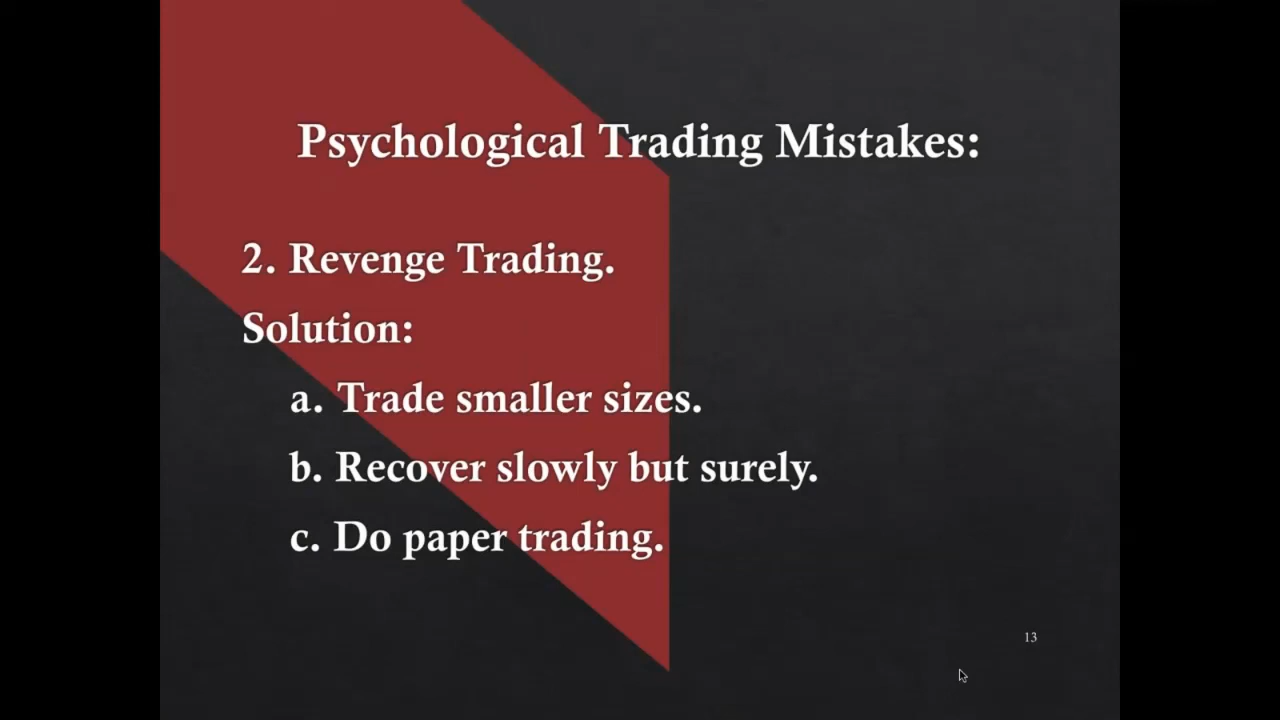 Psychological Trading Mistakes:
2. Revenge Trading.
Solution:
a. Trade smaller sizes.
b. Recover slowly but surely.
c. Do paper trading.
13